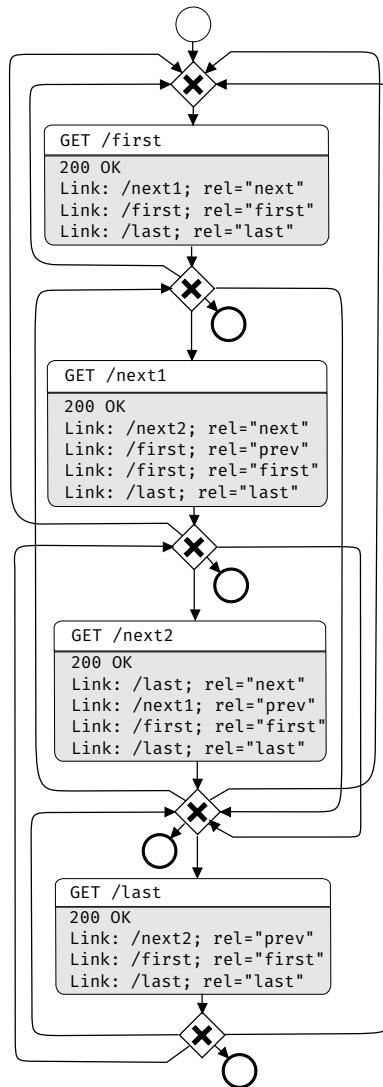 GET /first
200 OK
Link: /next1; rel="next"
Link: /first; rel="first"
Link: /last; rel="last"
GET /next1
200 OK
Link: /next2; rel="next"
Link: /first; rel="prev"
Link: /first; rel="first"
Link: /last; rel="last"
GET /next2
200 OK
Link: /last; rel="next"
Link: /next1; rel="prev"
Link: /first; rel="first"
Link: /last; rel="last"
GET /last
200 OK
Link: /next2; rel="prev"
Link: /first; rel="first"
Link: /last; rel="last"